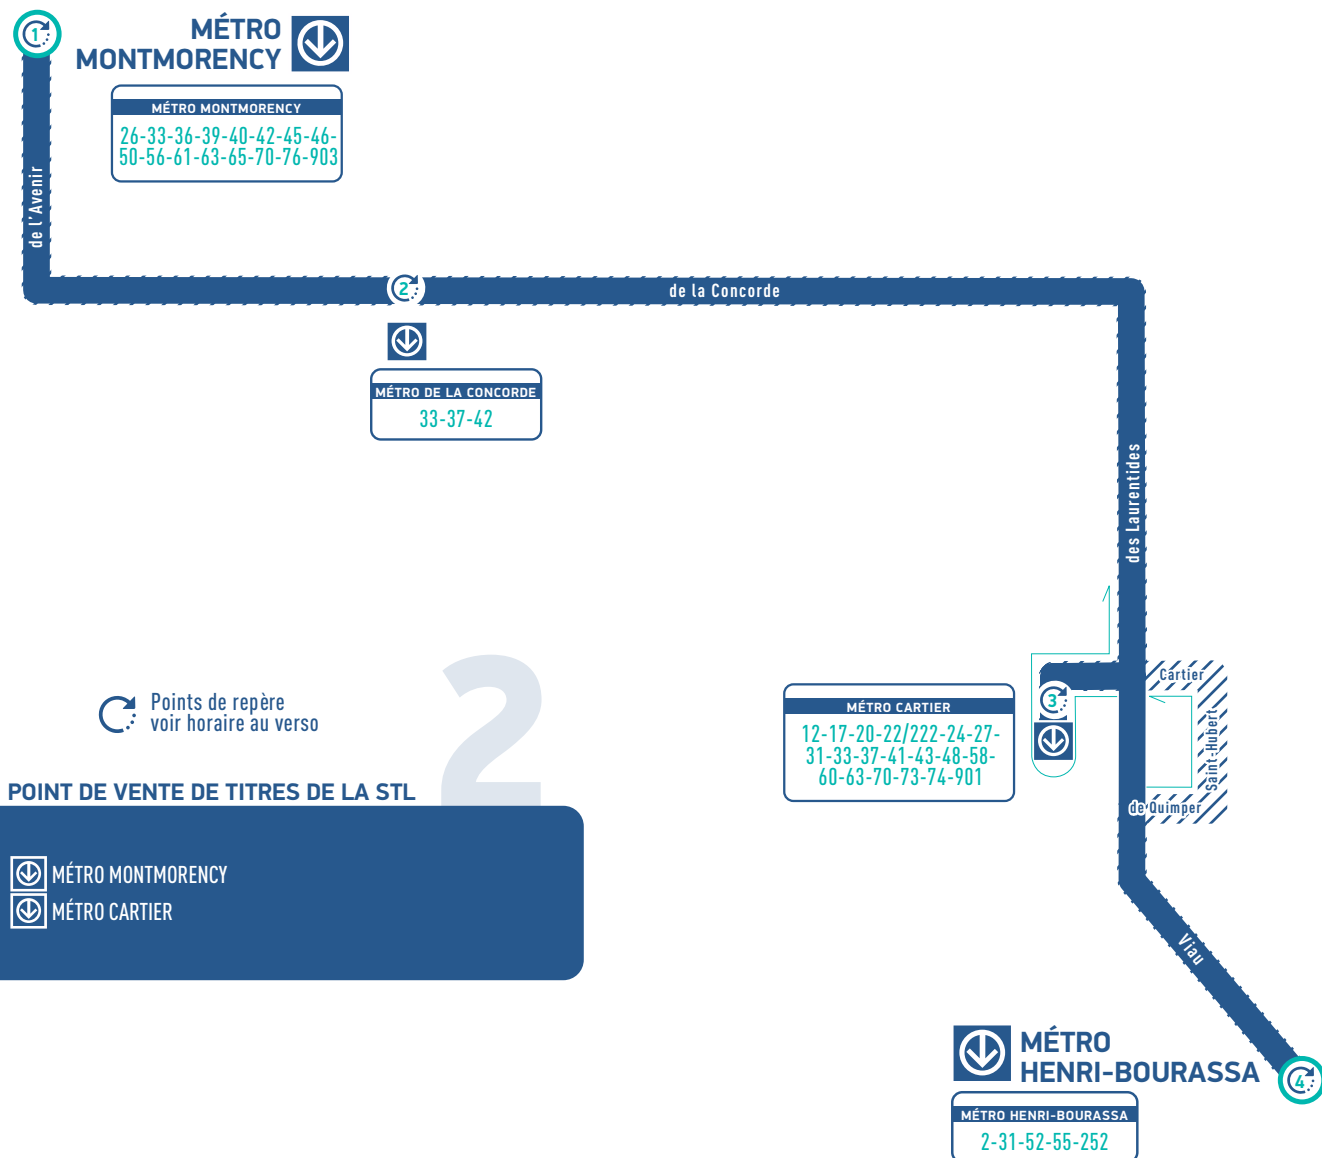 1
MÉTRO
MONTMORENCY
MÉTRO MONTMORENCY
26-33-36-39-40-42-45-46-
50-56-61-63-65-70-76-903
de l'Avenir
2
de la Concorde
MÉTRO DE LA CONCORDE
33-37-42
des Laurentides
Cartier
3
Saint-Hubert
de Quimper
MÉTRO CARTIER
12-17-20-22/222-24-27-
31-33-37-41-43-48-58-
60-63-70-73-74-901
Points de repère
voir horaire au verso
2
POINT DE VENTE DE TITRES DE LA STL
MÉTRO MONTMORENCY
MÉTRO CARTIER
Viau
MÉTRO
HENRI-BOURASSA
4
MÉTRO HENRI-BOURASSA
2-31-52-55-252